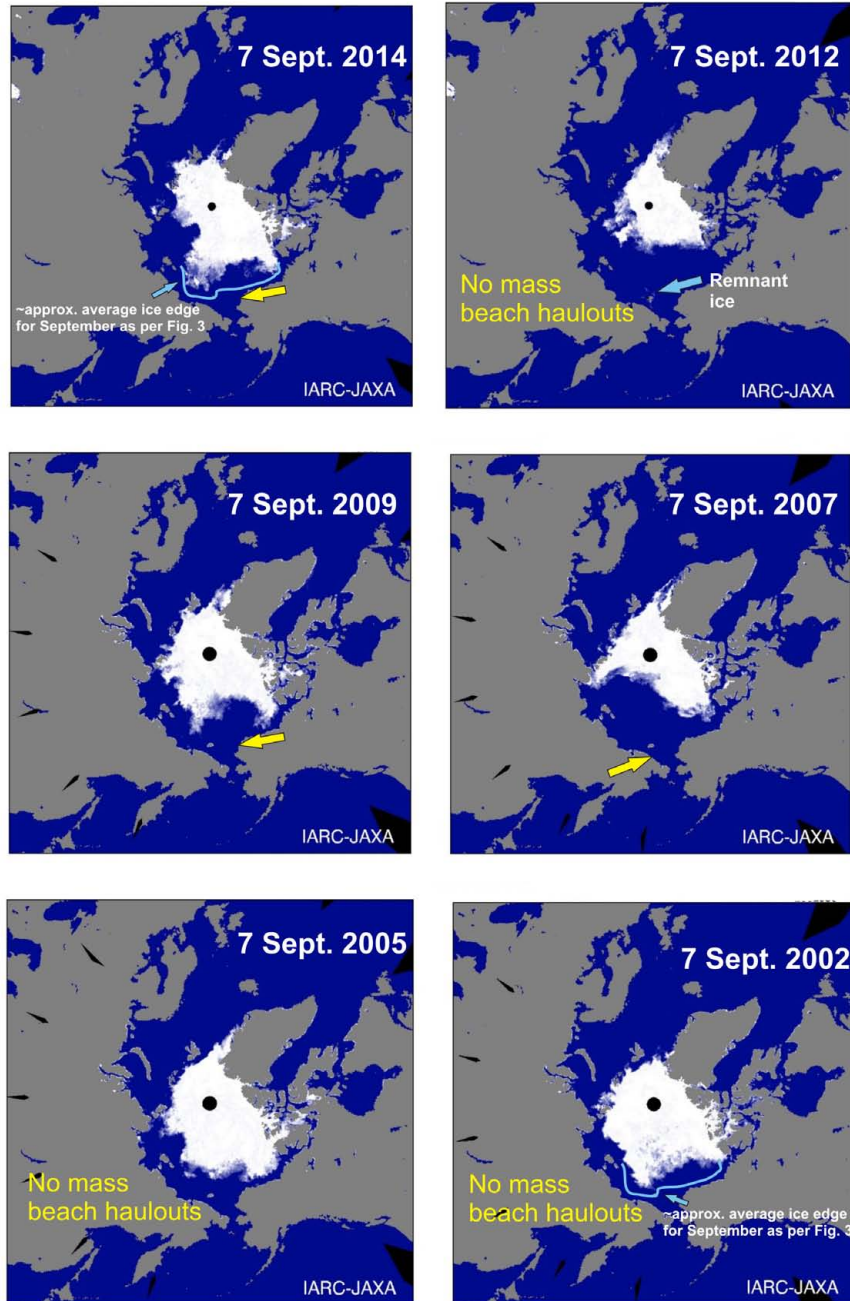 7 Sept. 2014
~approx. average ice edge
for September as per Fig. 3
IARC-JAXA
7 Sept. 2012
No mass
beach haulouts
Remnant
ice
IARC-JAXA
7 Sept. 2009
IARC-JAXA
7 Sept. 2007
IARC-JAXA
7 Sept. 2005
No mass
beach haulouts
IARC-JAXA
7 Sept. 2002
No mass
beach haulouts
~approx. average ice edge
for September as per Fig. 3
IARC-JAXA